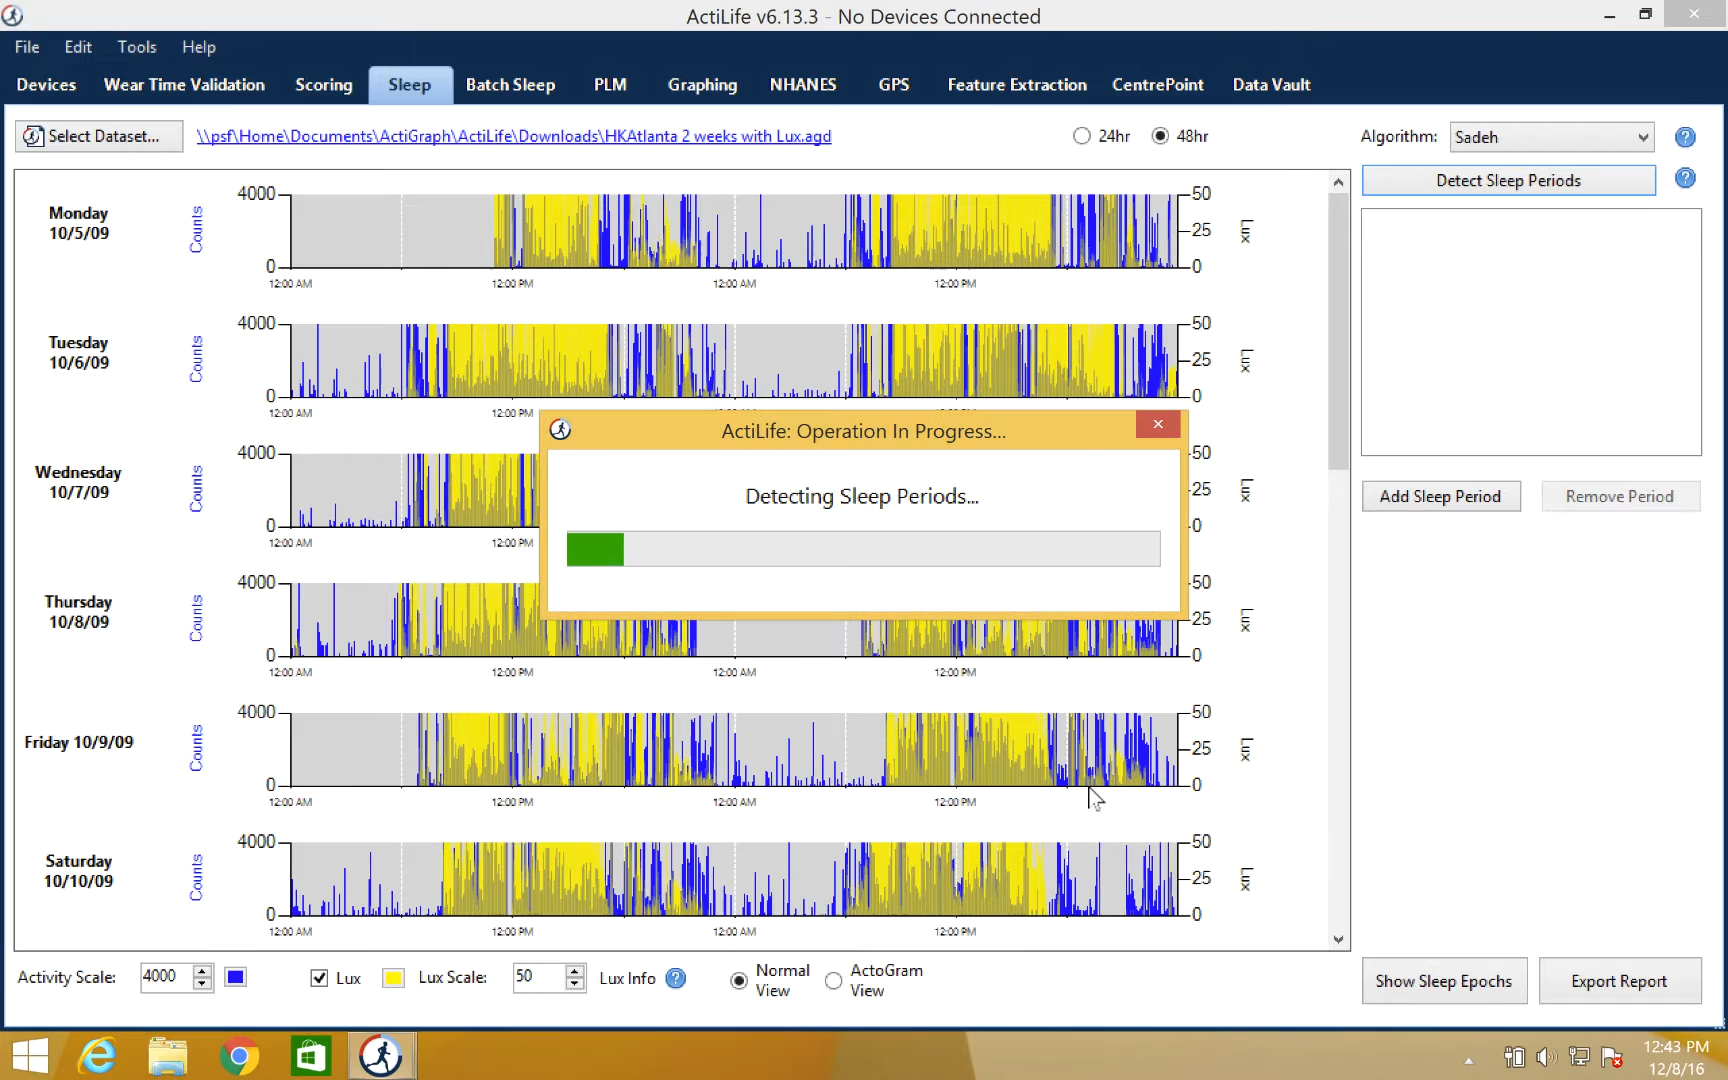 ActiLife v6.13.3 - No Devices Connected
File Edit Tools Help
Devices Wear Time Validation Scoring Sleep Batch Sleep PLM Graphing NHANES GPS Feature Extraction CentrePoint Data Vault
Select Dataset... \\psf\Home\Documents\ActiGraph\ActiLife\Downloads\HKAtlanta 2 weeks with Lux.agd 24hr 48hr Algorithm: Sadeh ?
Detect Sleep Periods ?
Monday
10/5/09
Counts
4000 50
25
0 0
Lux
12:00 AM 12:00 PM 12:00 AM 12:00 PM
Tuesday
10/6/09
Counts
4000 50
25
0 0
Lux
12:00 AM 12:00 PM
ActiLife: Operation In Progress...
Detecting Sleep Periods...
Wednesday
10/7/09
Counts
4000 50
25
0 0
Lux
12:00 AM 12:00 PM
Add Sleep Period Remove Period
Thursday
10/8/09
Counts
4000 50
25
0 0
Lux
12:00 AM 12:00 PM 12:00 AM 12:00 PM
Friday 10/9/09
Counts
4000 50
25
0 0
Lux
12:00 AM 12:00 PM 12:00 AM 12:00 PM
Saturday
10/10/09
Counts
4000 50
25
0 0
Lux
12:00 AM 12:00 PM 12:00 AM 12:00 PM
Activity Scale: 4000 Lux Lux Scale: 50 Lux Info ? Normal View ActoGram View
Show Sleep Epochs Export Report
12:43 PM
12/8/16